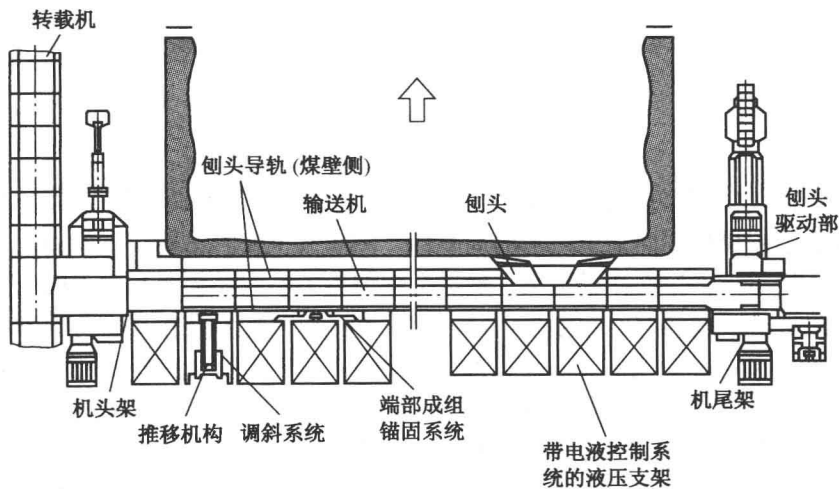 转载机
刨头导轨(煤壁侧)
输送机
刨头
刨头
驱动部
机头架
推移机构
调斜系统
端部成组
锚固系统
带电液控制系
统的液压支架
机尾架